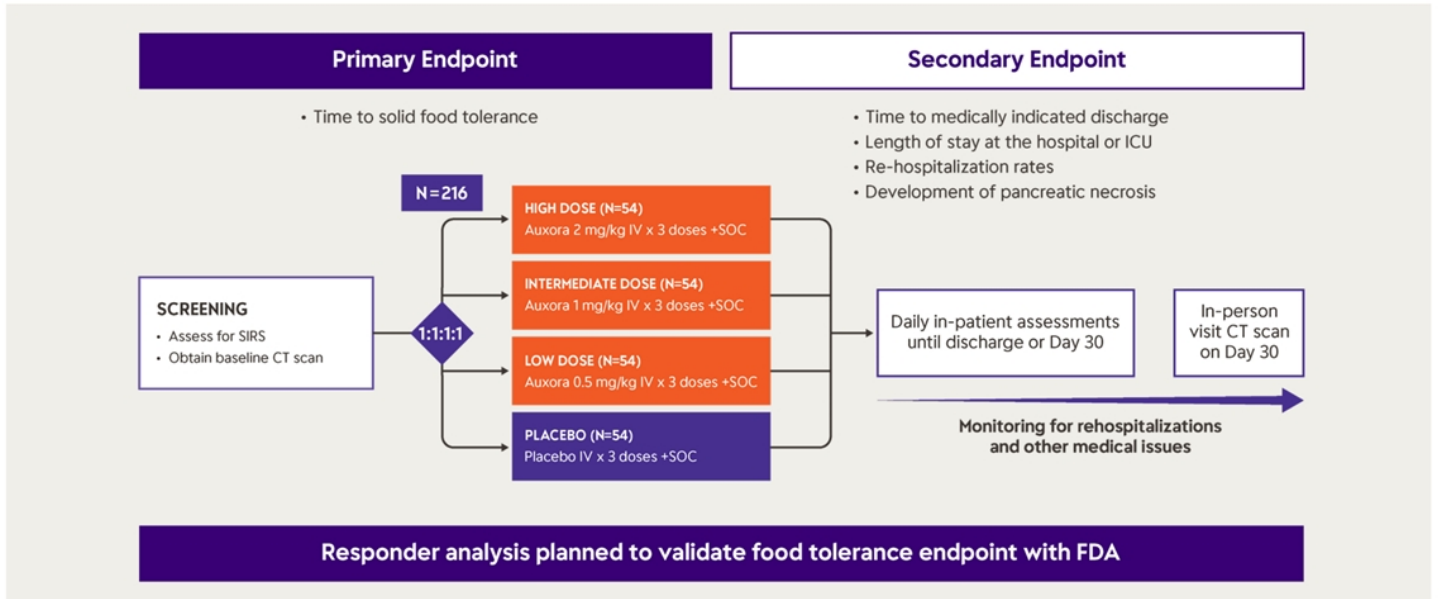 Primary Endpoint
Secondary Endpoint
• Time to solid food tolerance
• Time to medically indicated discharge
• Length of stay at the hospital or ICU
• Re-hospitalization rates
• Development of pancreatic necrosis
N=216
SCREENING
• Assess for SIRS
• Obtain baseline CT scan
1:1:1:1
HIGH DOSE (N=54)
Auxora 2 mg/kg IV x 3 doses +SOC
INTERMEDIATE DOSE (N=54)
Auxora 1 mg/kg IV x 3 doses +SOC
LOW DOSE (N=54)
Auxora 0.5 mg/kg IV x 3 doses +SOC
PLACEBO (N=54)
Placebo IV x 3 doses +SOC
Daily in-patient assessments
until discharge or Day 30
In-person
visit CT scan
on Day 30
Monitoring for rehospitalizations
and other medical issues
Responder analysis planned to validate food tolerance endpoint with FDA